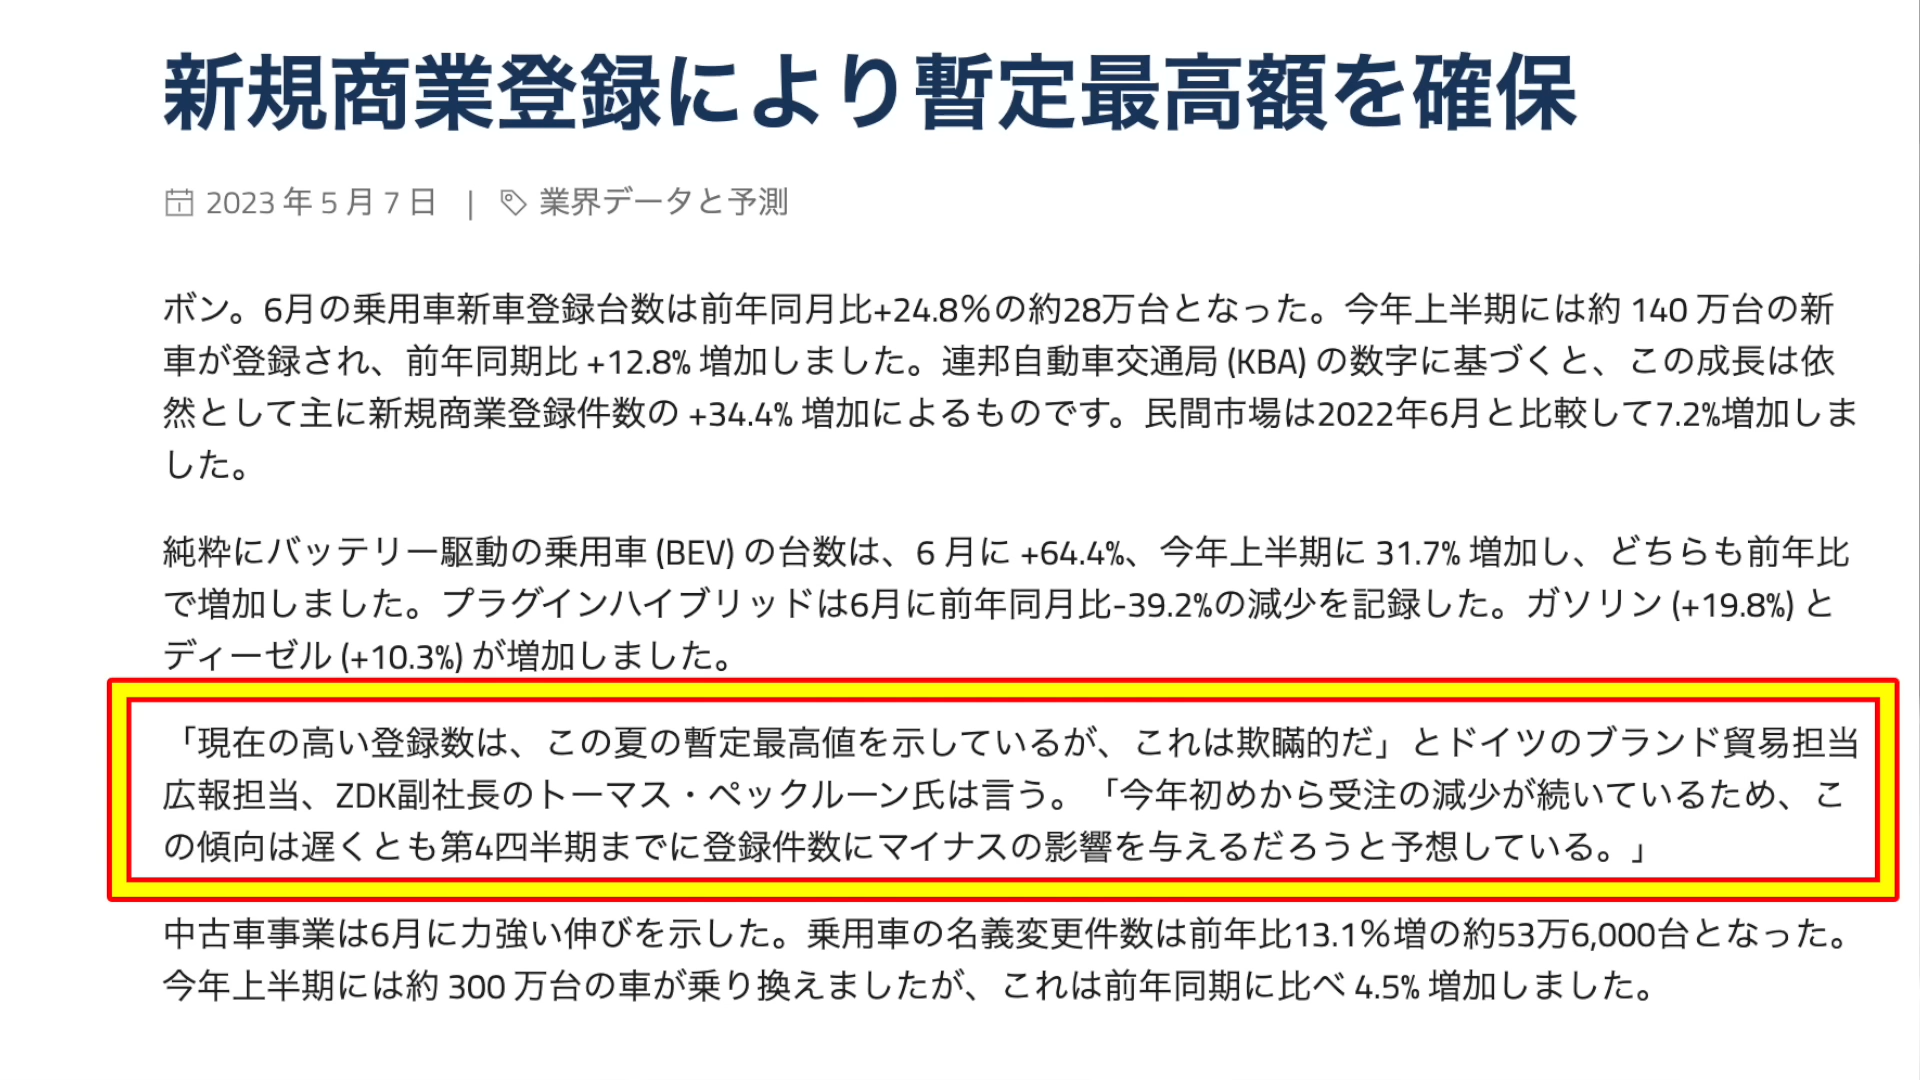 新規商業登録により暫定最高額を確保
2023 年 5 月 7 日 | 業界データと予測
ボン。6月の乗用車新車登録台数は前年同月比+24.8%の約28万台となった。今年上半期には約 140 万台の新
車が登録され、前年同期比 +12.8% 増加しました。連邦自動車交通局 (KBA) の数字に基づくと、この成長は依
然として主に新規商業登録件数の +34.4% 増加によるものです。民間市場は2022年6月と比較して7.2%増加しま
した。
純粋にバッテリー駆動の乗用車 (BEV) の台数は、6 月に +64.4%、今年上半期に 31.7% 増加し、どちらも前年比
で増加しました。プラグインハイブリッドは6月に前年同月比-39.2%の減少を記録した。ガソリン (+19.8%) と
ディーゼル (+10.3%) が増加しました。
「現在の高い登録数は、この夏の暫定最高値を示しているが、これは欺瞞的だ」とドイツのブランド貿易担当
広報担当、ZDK副社長のトーマス・ペックルーン氏は言う。「今年初めから受注の減少が続いているため、こ
の傾向は遅くとも第4四半期までに登録件数にマイナスの影響を与えるだろうと予想している。」
中古車事業は6月に力強い伸びを示した。乗用車の名義変更件数は前年比13.1%増の約53万6,000台となった。
今年上半期には約 300 万台の車が乗り換えましたが、これは前年同期に比べ 4.5% 増加しました。